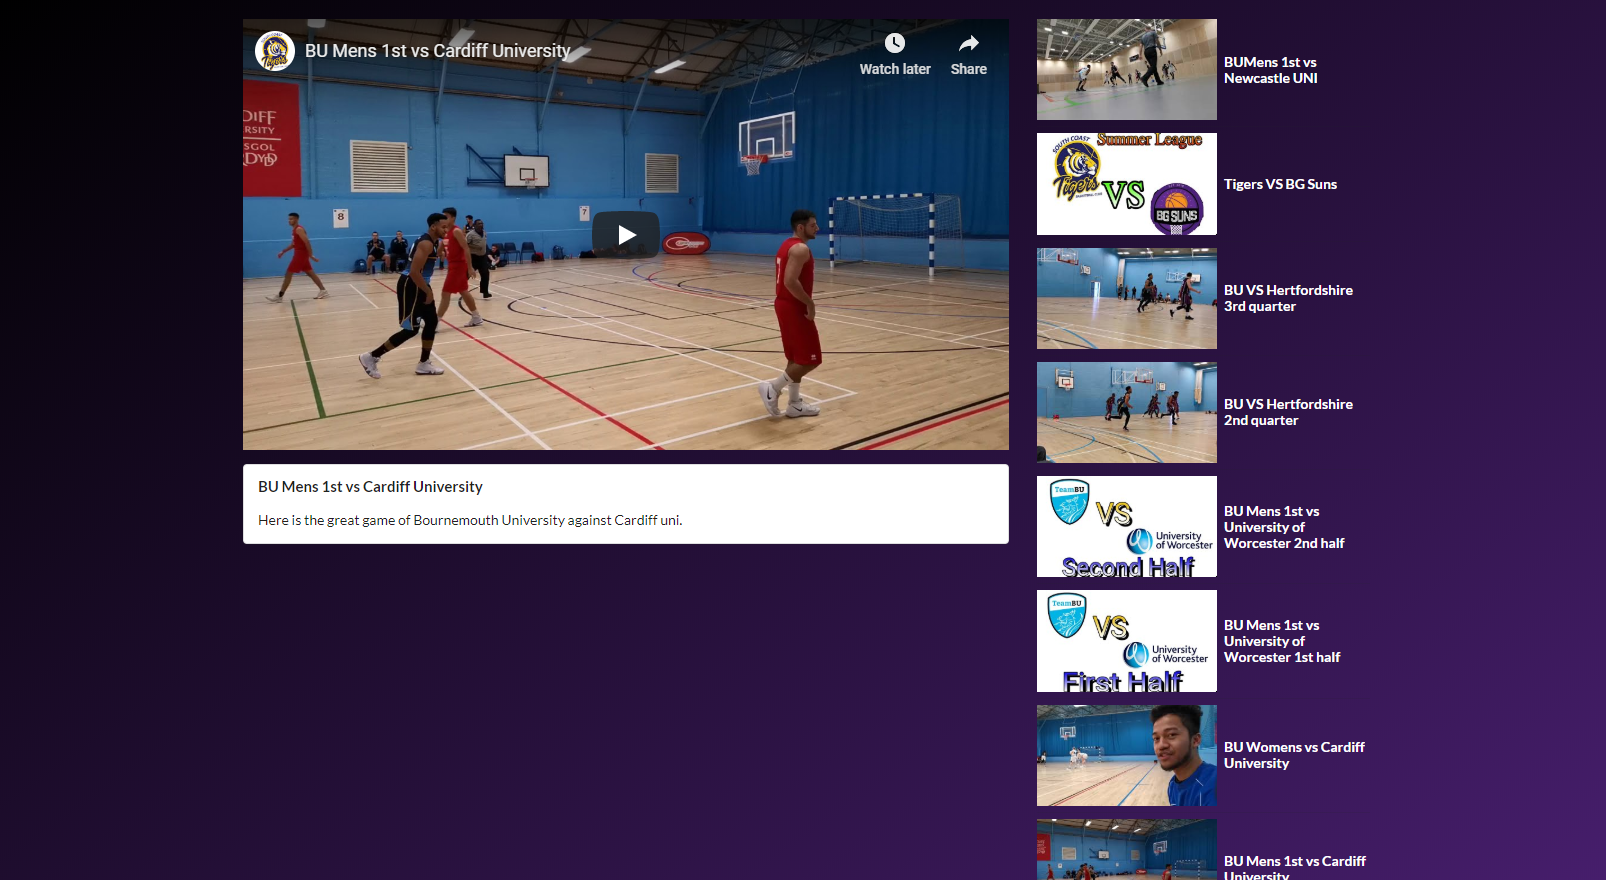 BU Mens 1st vs Cardiff University
Watch later
Share
DIFF
RSITY
SGOL
DYD
8
7
BU Mens 1st vs Cardiff University
Here is the great game of Bournemouth University against Cardiff uni.
BUMens 1st vs
Newcastle UNI
Summer League
SOUTH COAST
Tigers
VS
BG SUNS
Tigers VS BG Suns
BU VS Hertfordshire
3rd quarter
BU VS Hertfordshire
2nd quarter
TeamBU
VS
University
of Worcester
Second Half
BU Mens 1st vs
University of
Worcester 2nd half
TeamBU
VS
University
of Worcester
First Half
BU Mens 1st vs
University of
Worcester 1st half
BU Womens vs Cardiff
University
BU Mens 1st vs Cardiff
University